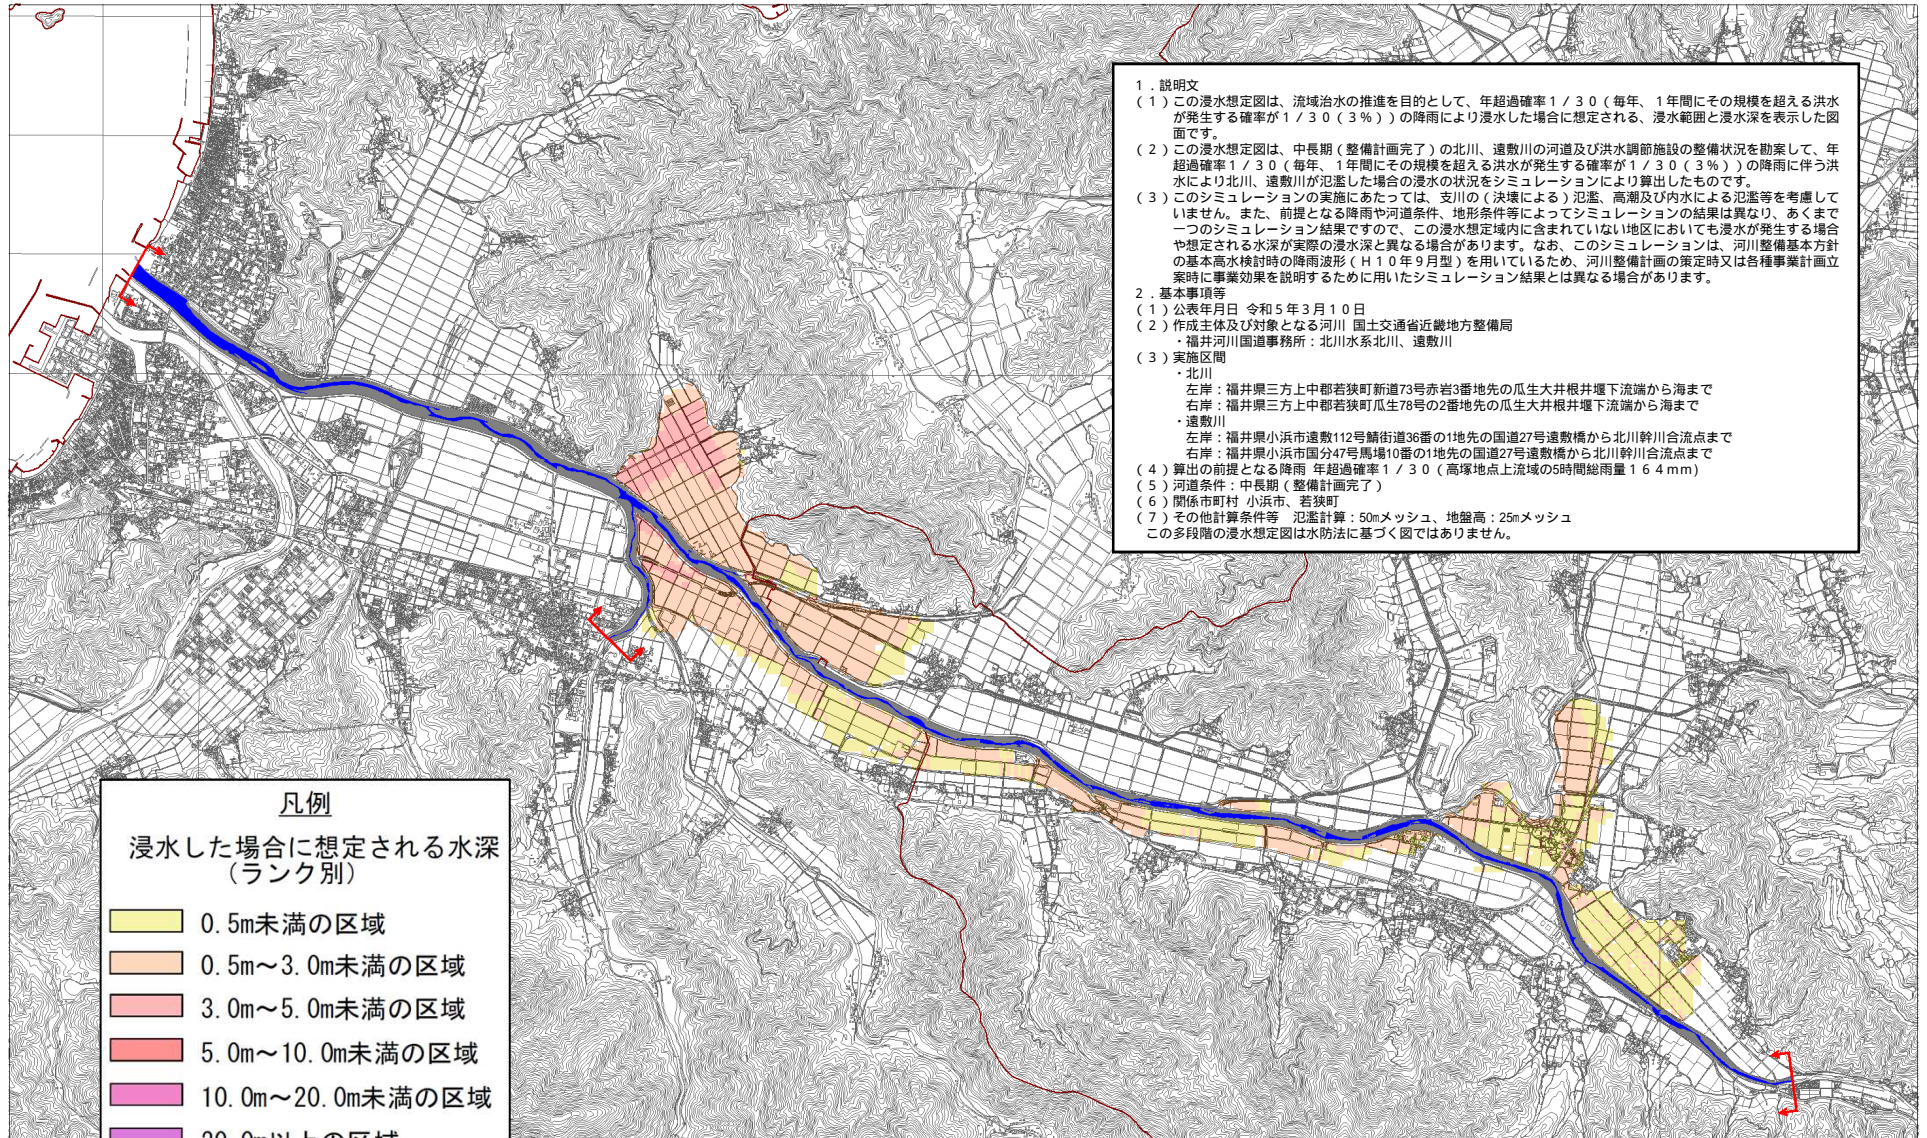 1．説明文
(1)この浸水想定図は、流域治水の推進を目的として、年超過確率1/30(毎年、1年間にその規模を超える洪水
が発生する確率が1/30(3%))の降雨により浸水した場合に想定される、浸水範囲と浸水深を表示した図
面です。
(2)この浸水想定図は、中長期(整備計画完了)の北川、遠敷川の河道及び洪水調節施設の整備状況を勘案して、年
超過確率1/30(毎年、1年間にその規模を超える洪水が発生する確率が1/30(3%))の降雨に伴う洪
水により北川、遠敷川が氾濫した場合の浸水の状況をシミュレーションにより算出したものです。
(3)このシミュレーションの実施にあたっては、支川の(決壊による)氾濫、高潮及び内水による氾濫等を考慮して
いません。また、前提となる降雨や河道条件、地形条件等によってシミュレーションの結果は異なり、あくまで
一つのシミュレーション結果ですので、この浸水想定域内に含まれていない地区においても浸水が発生する場合
や想定される水深が実際の浸水深と異なる場合があります。なお、このシミュレーションは、河川整備基本方針
の基本高水検討時の降雨波形(H10年9月型)を用いているため、河川整備計画の策定時又は各種事業計画立
案時に事業効果を説明するために用いたシミュレーション結果とは異なる場合があります。
2．基本事項等
(1)公表年月日 令和5年3月10日
(2)作成主体及び対象となる河川 国土交通省近畿地方整備局
・福井河川国道事務所：北川水系北川、遠敷川
(3)実施区間
・北川
左岸：福井県三方上中郡若狭町新道73号赤岩3番地先の瓜生大井根井堰下流端から海まで
右岸：福井県三方上中郡若狭町瓜生78号の2番地先の瓜生大井根井堰下流端から海まで
・遠敷川
左岸：福井県小浜市遠敷112号鯖街道36番の1地先の国道27号遠敷橋から北川幹川合流点まで
右岸：福井県小浜市国分47号馬場10番の1地先の国道27号遠敷橋から北川幹川合流点まで
(4)算出の前提となる降雨 年超過確率1/30(高塚地点上流域の5時間総雨量164mm)
(5)河道条件：中長期(整備計画完了)
(6)関係市町村 小浜市、若狭町
(7)その他計算条件等 氾濫計算：50mメッシュ、地盤高：25mメッシュ
この多段階の浸水想定図は水防法に基づく図ではありません。
凡例
浸水した場合に想定される水深
(ランク別)
0.5m未満の区域
0.5m～3.0m未満の区域
3.0m～5.0m未満の区域
5.0m～10.0m未満の区域
10.0m～20.0m未満の区域
20.0m以上の区域